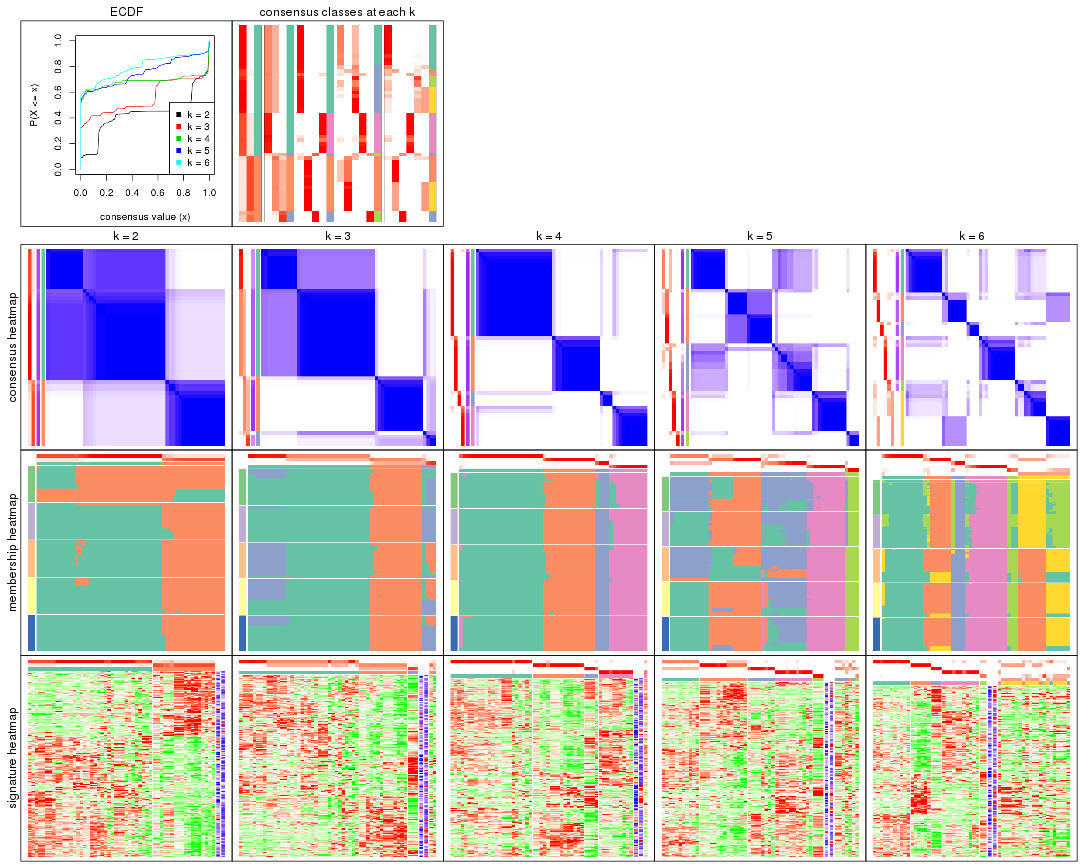 ECDF
consensus classes at each k
P(X <= x)
0.0 0.2 0.4 0.6 0.8 1.0
k = 2
k = 3
k = 4
k = 5
k = 6
0.0 0.2 0.4 0.6 0.8 1.0
consensus value (x)
k = 2 k = 3 k = 4 k = 5 k = 6
consensus heatmap
membership heatmap
signature heatmap